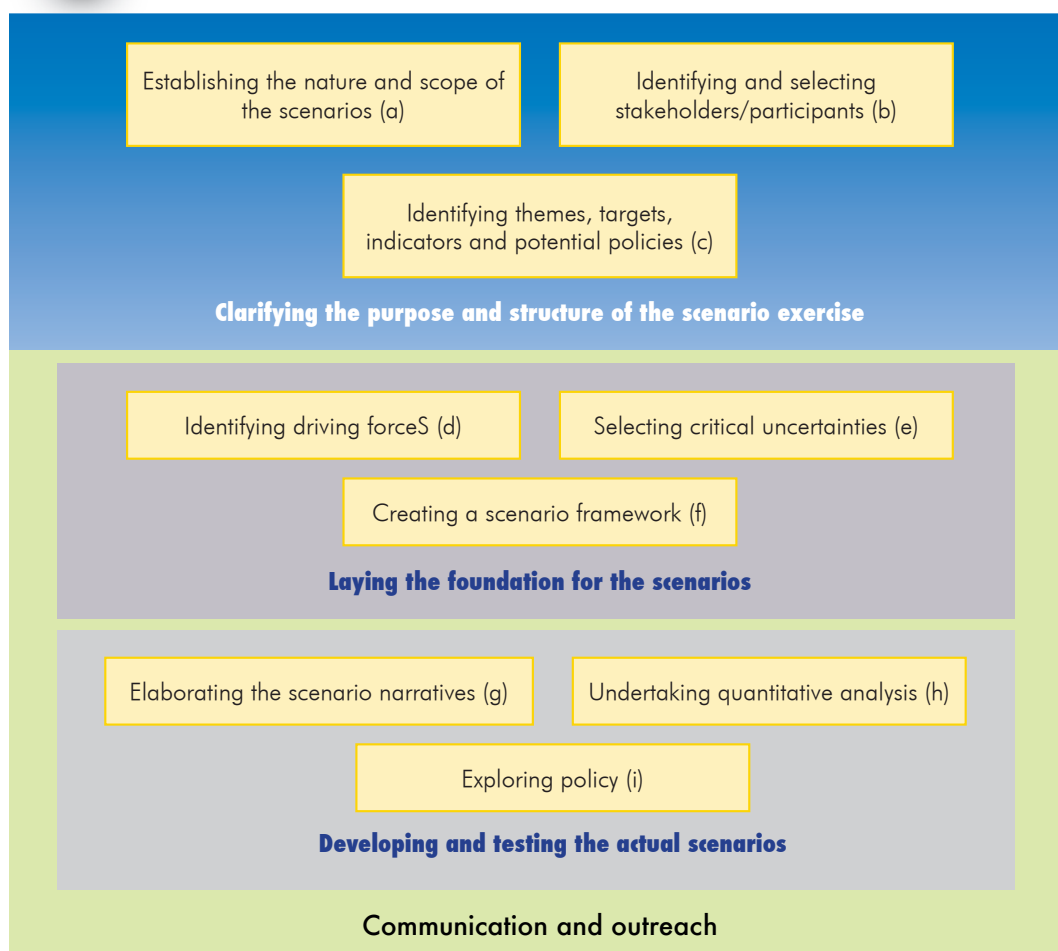 Establishing the nature and scope of
the scenarios (a)
Identifying and selecting
stakeholders/participants (b)
Identifying themes, targets,
indicators and potential policies (c)
Clarifying the purpose and structure of the scenario exercise
Identifying driving forceS (d)
Selecting critical uncertainties (e)
Creating a scenario framework (f)
Laying the foundation for the scenarios
Elaborating the scenario narratives (g)
Undertaking quantitative analysis (h)
Exploring policy (i)
Developing and testing the actual scenarios
Communication and outreach